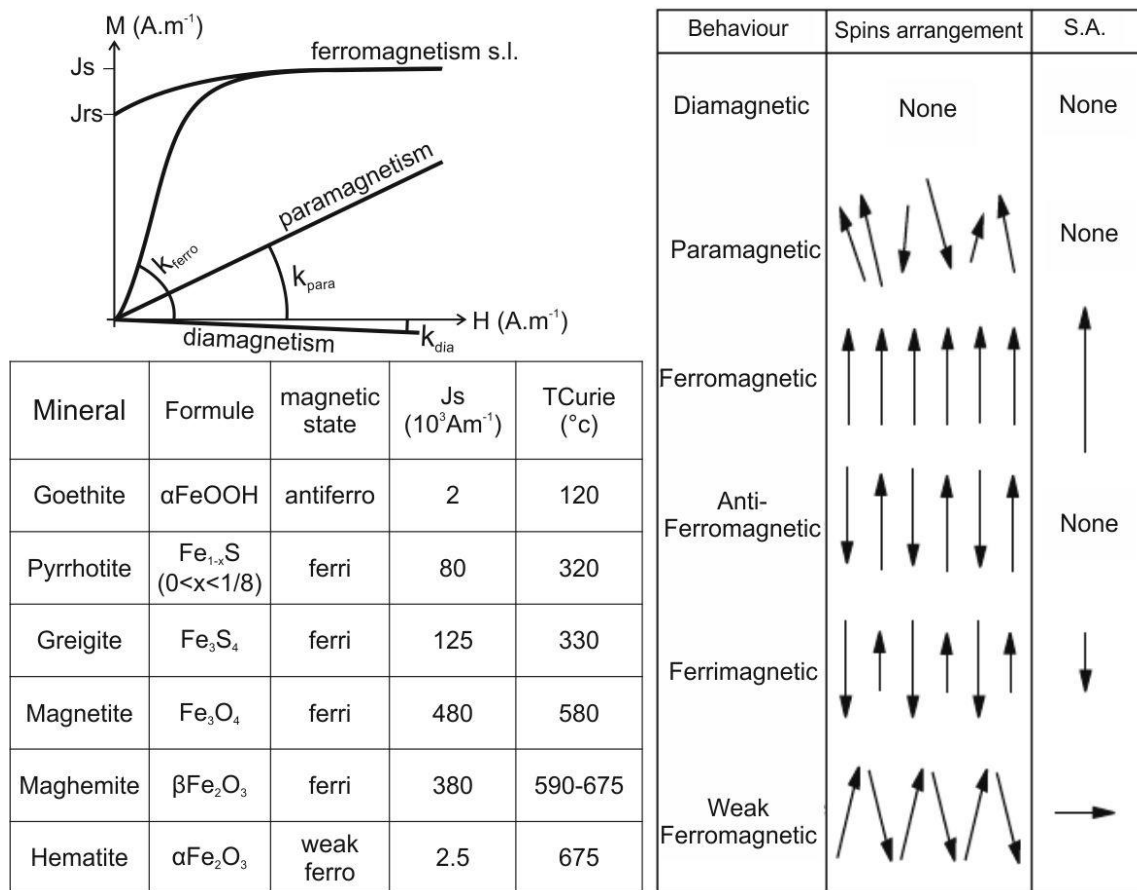 M (A.m⁻¹)
ferromagnetism s.l.
Js
Jrs
paramagnetism
kferro
kpara
H (A.m⁻¹)
diamagnetism
kdia
Mineral Formule magnetic state Js (10³Am⁻¹) TCurie (°c)
Goethite αFeOOH antiferro 2 120
Pyrrhotite Fe₁₋ₓS (0<x<1/8) ferri 80 320
Greigite Fe₃S₄ ferri 125 330
Magnetite Fe₃O₄ ferri 480 580
Maghemite βFe₂O₃ ferri 380 590-675
Hematite αFe₂O₃ weak ferro 2.5 675
Behaviour Spins arrangement S.A.
Diamagnetic None None
Paramagnetic None
Ferromagnetic
Anti-
Ferromagnetic None
Ferrimagnetic
Weak
Ferromagnetic